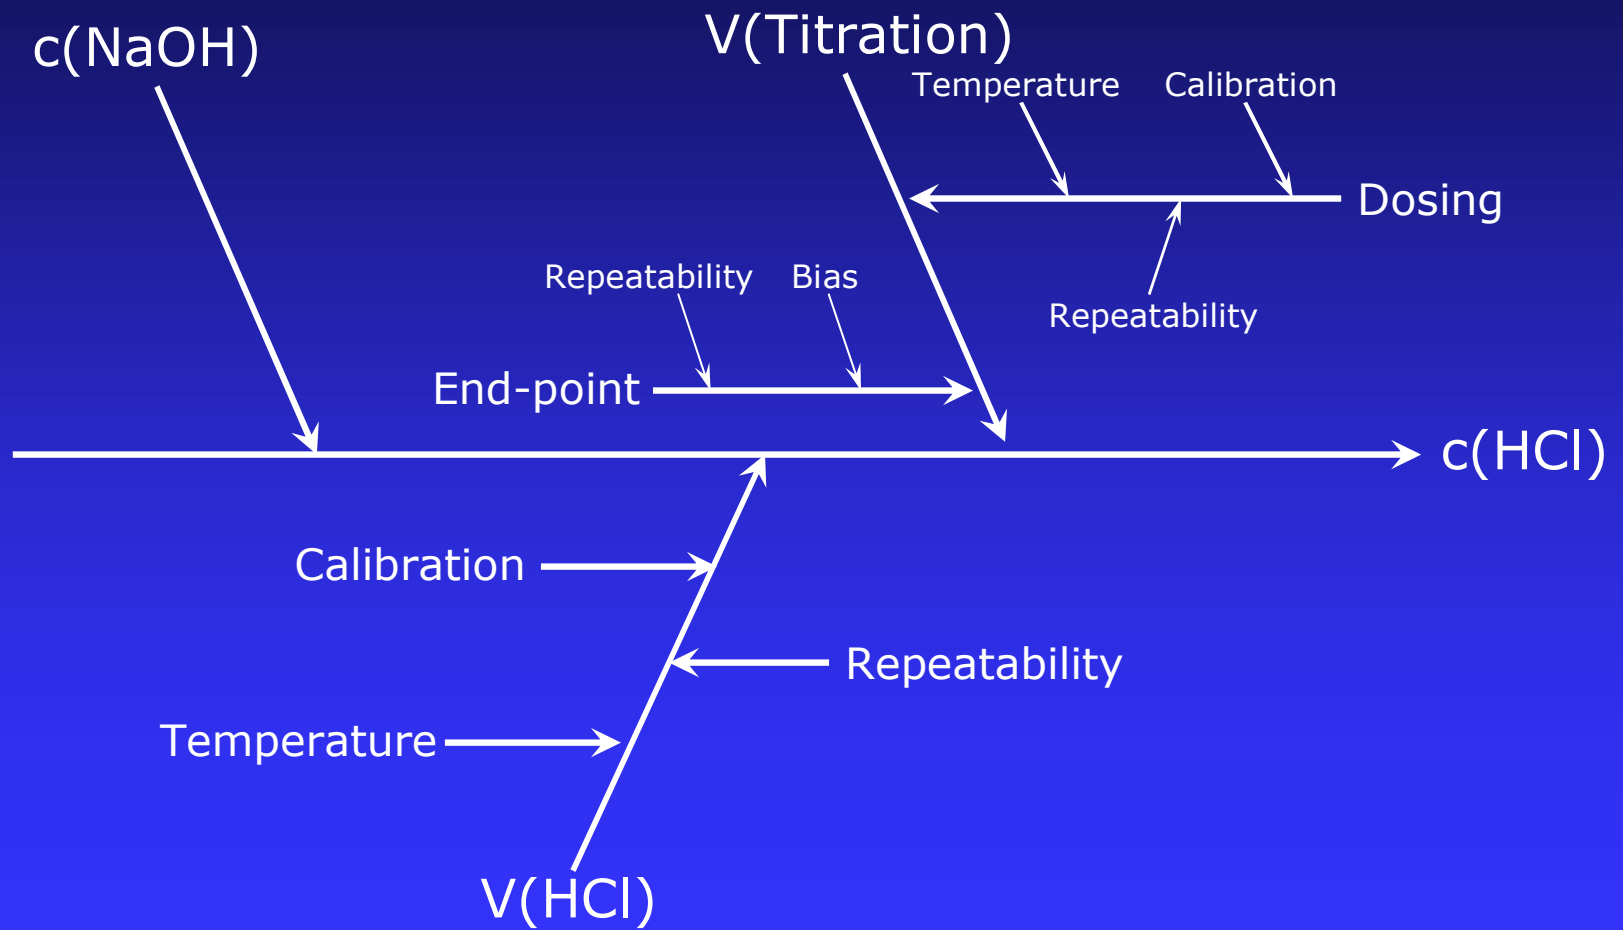 c(NaOH)
V(Titration)
Temperature
Calibration
Dosing
Repeatability
Bias
Repeatability
End-point
c(HCl)
Calibration
Repeatability
Temperature
V(HCl)